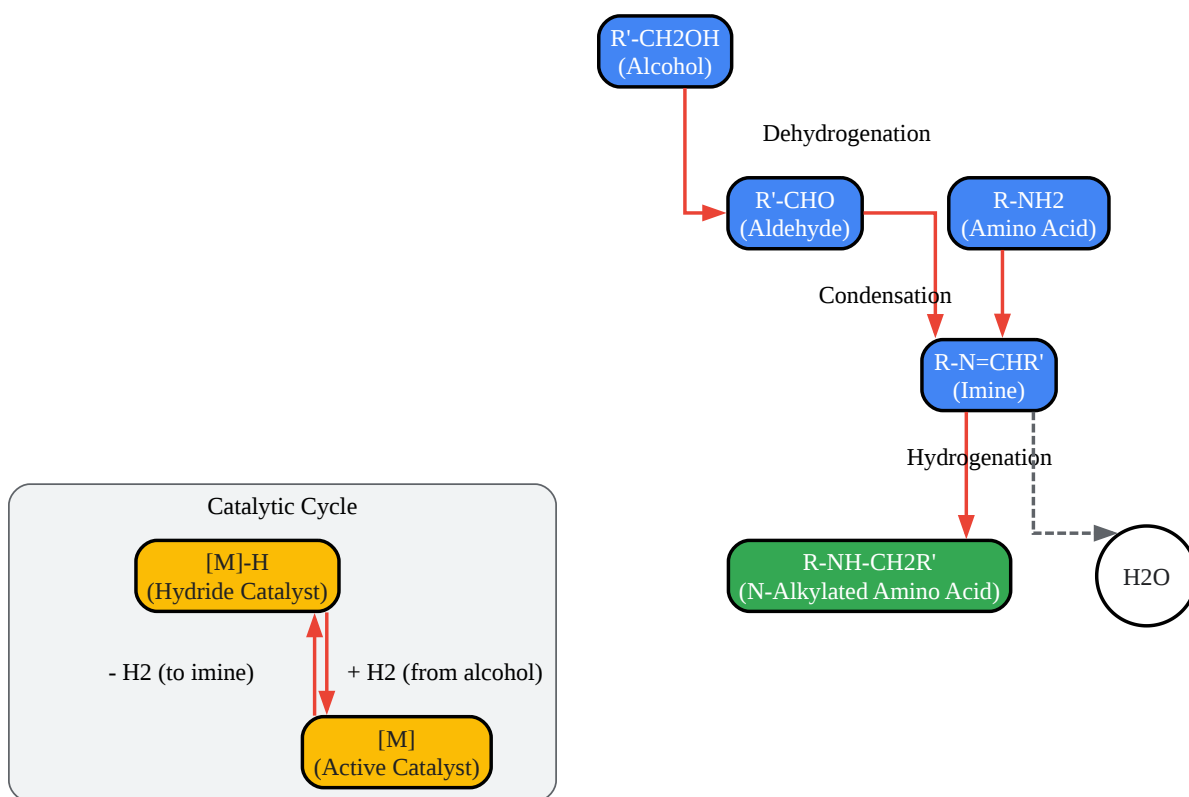 R'-CH2OH
(Alcohol)
Dehydrogenation
R'-CHO
(Aldehyde)
R-NH2
(Amino Acid)
Condensation
R-N=CHR'
(Imine)
Hydrogenation
R-NH-CH2R'
(N-Alkylated Amino Acid)
H2O
Catalytic Cycle
[M]-H
(Hydride Catalyst)
- H2 (to imine)
+ H2 (from alcohol)
[M]
(Active Catalyst)